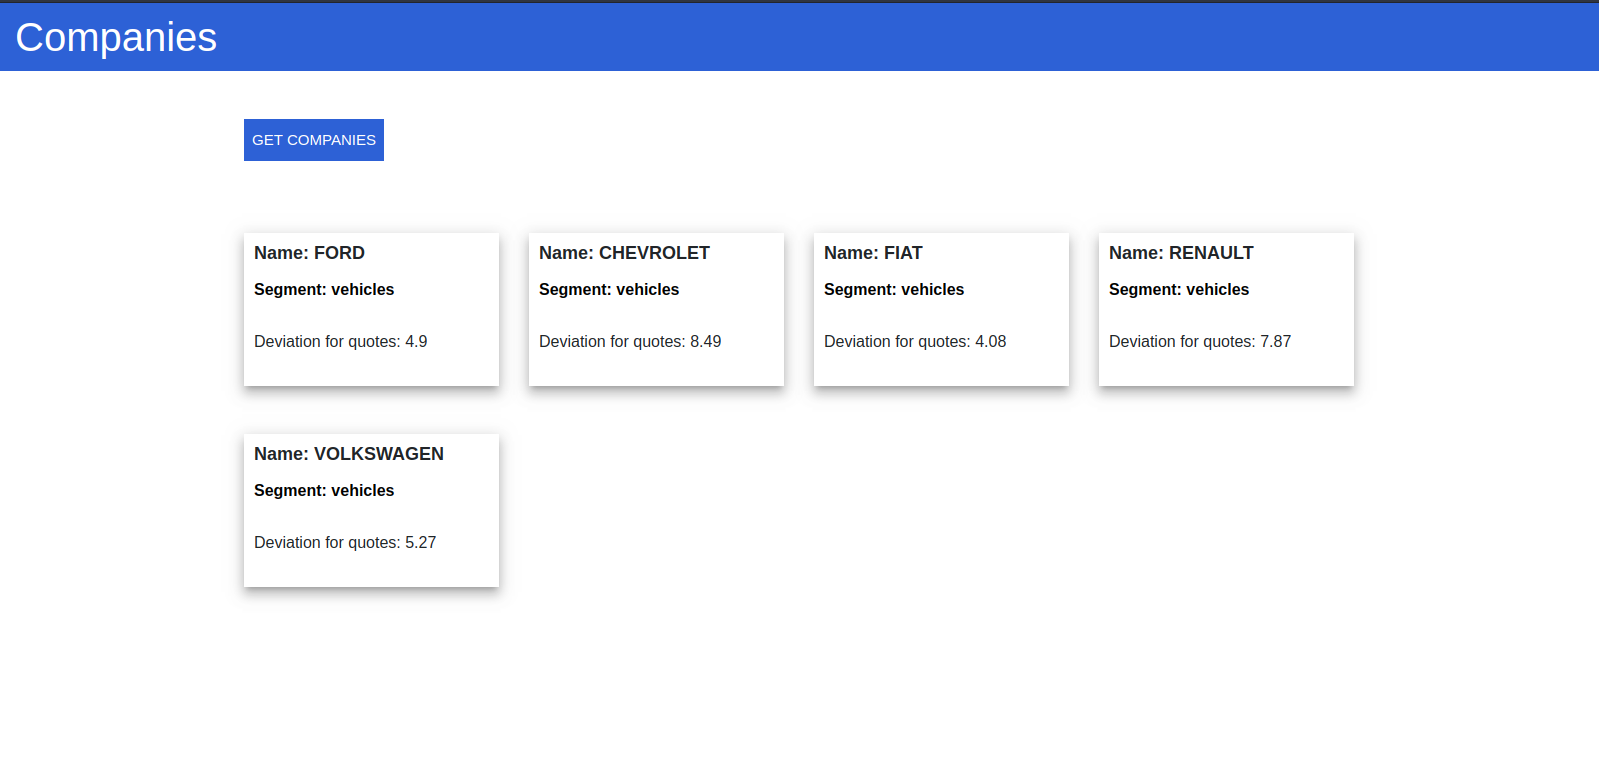 Companies
GET COMPANIES
Name: FORD
Segment: vehicles
Deviation for quotes: 4.9
Name: CHEVROLET
Segment: vehicles
Deviation for quotes: 8.49
Name: FIAT
Segment: vehicles
Deviation for quotes: 4.08
Name: RENAULT
Segment: vehicles
Deviation for quotes: 7.87
Name: VOLKSWAGEN
Segment: vehicles
Deviation for quotes: 5.27